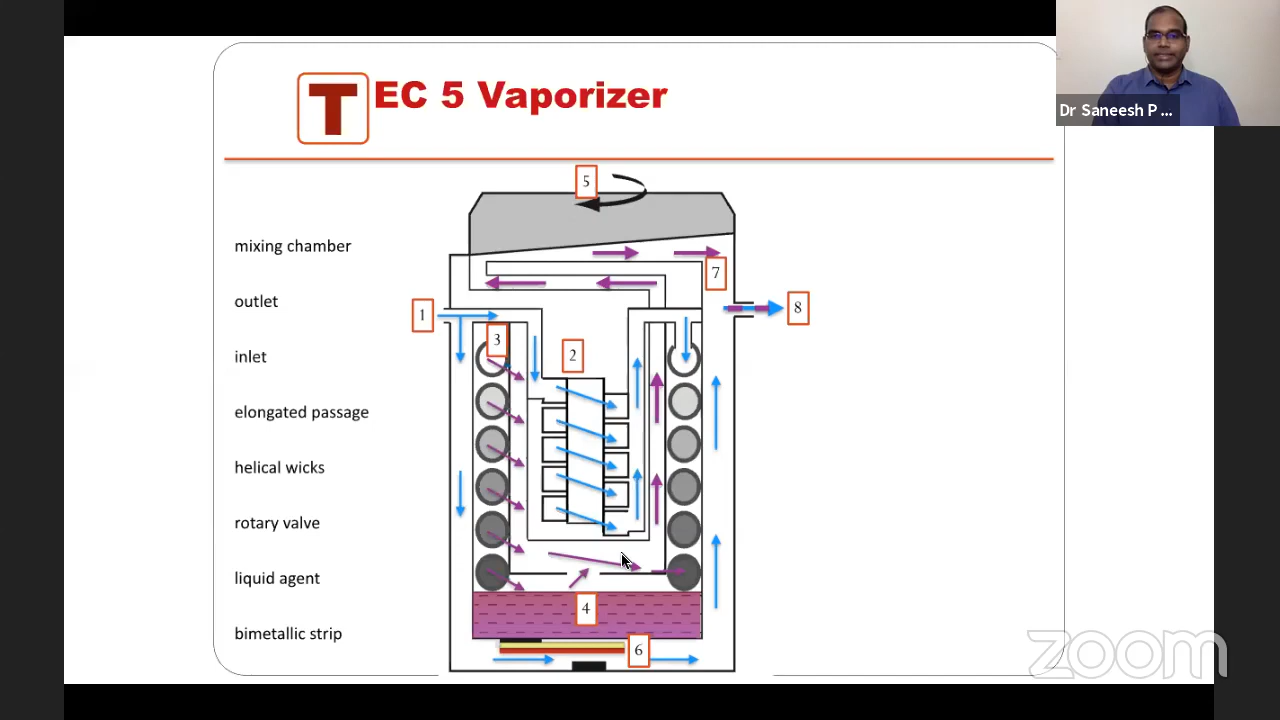 TEC 5 Vaporizer
Dr Saneesh P ...
5
mixing chamber
7
outlet
1
8
3
2
inlet
elongated passage
helical wicks
rotary valve
liquid agent
4
bimetallic strip
6
zoom